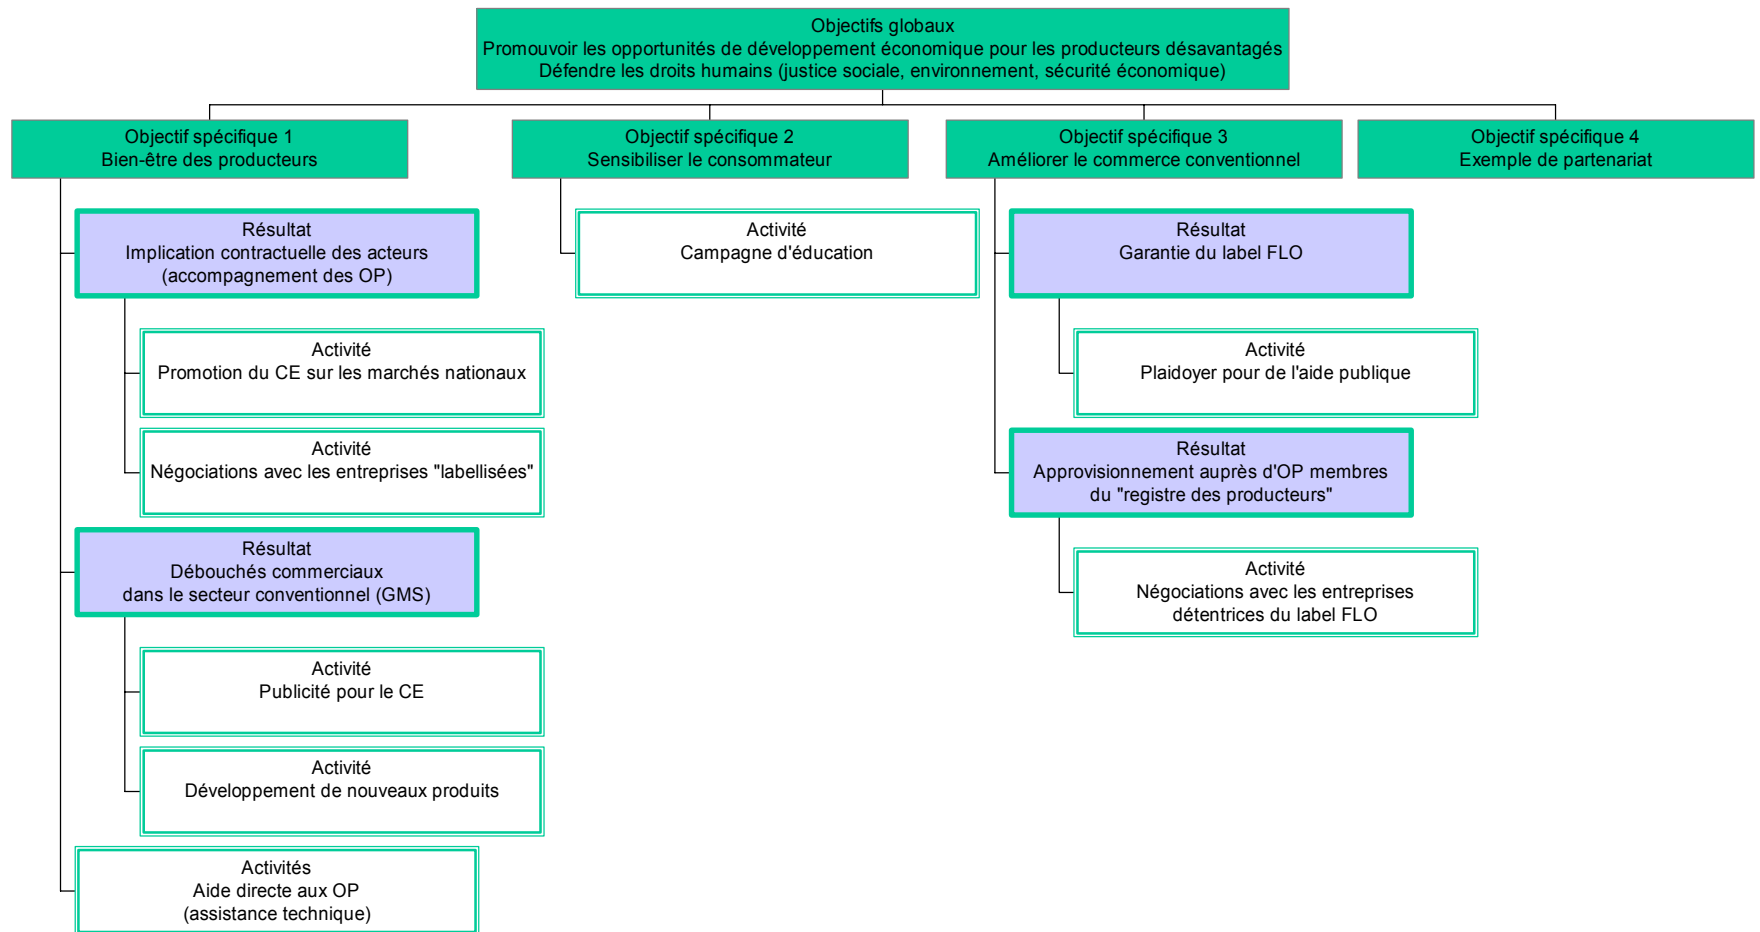 Objectifs globaux
Promouvoir les opportunités de développement économique pour les producteurs désavantagés
Défendre les droits humains (justice sociale, environnement, sécurité économique)
Objectif spécifique 1
Bien-être des producteurs
Résultat
Implication contractuelle des acteurs
(accompagnement des OP)
Activité
Promotion du CE sur les marchés nationaux
Activité
Négociations avec les entreprises "labellisées"
Résultat
Débouchés commerciaux
dans le secteur conventionnel (GMS)
Activité
Publicité pour le CE
Activité
Développement de nouveaux produits
Activités
Aide directe aux OP
(assistance technique)
Objectif spécifique 2
Sensibiliser le consommateur
Activité
Campagne d'éducation
Objectif spécifique 3
Améliorer le commerce conventionnel
Résultat
Garantie du label FLO
Activité
Plaidoyer pour de l'aide publique
Résultat
Approvisionnement auprès d'OP membres
du "registre des producteurs"
Activité
Négociations avec les entreprises
détentrices du label FLO
Objectif spécifique 4
Exemple de partenariat